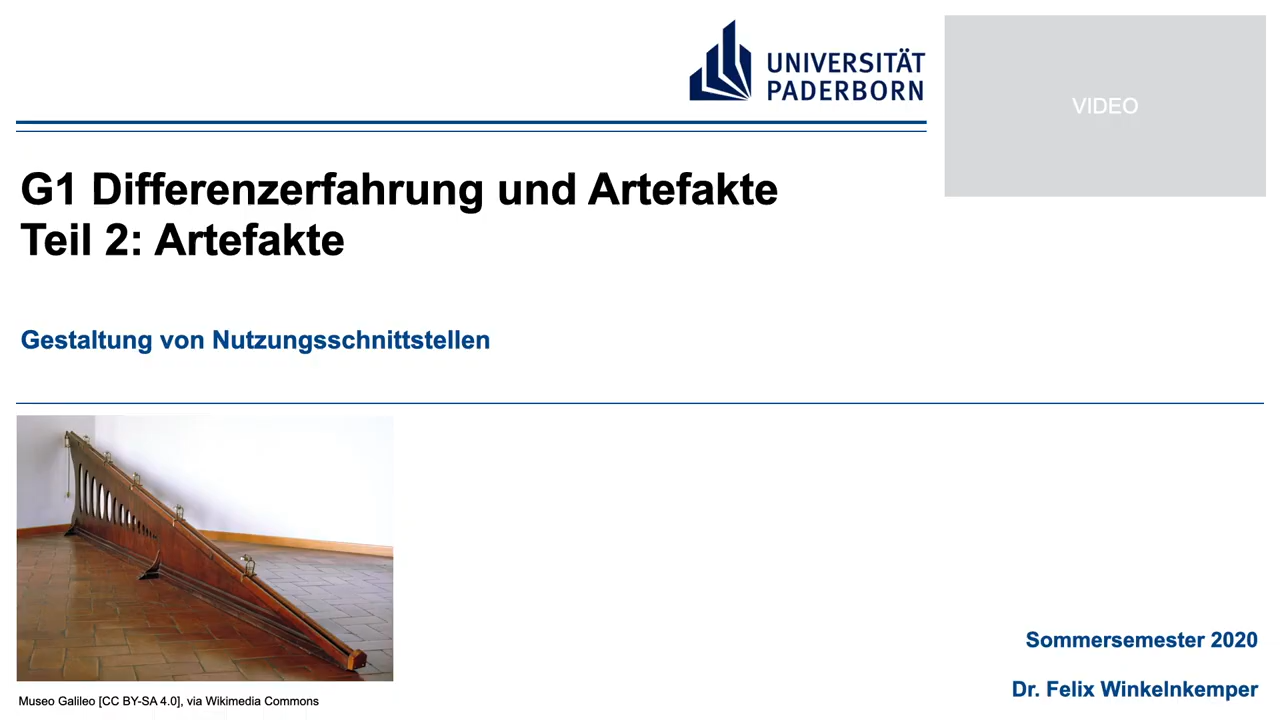 UNIVERSITÄT
PADERBORN
VIDEO
G1 Differenzerfahrung und Artefakte
Teil 2: Artefakte
Gestaltung von Nutzungsschnittstellen
Museo Galileo [CC BY-SA 4.0], via Wikimedia Commons
Sommersemester 2020
Dr. Felix Winkelnkemper